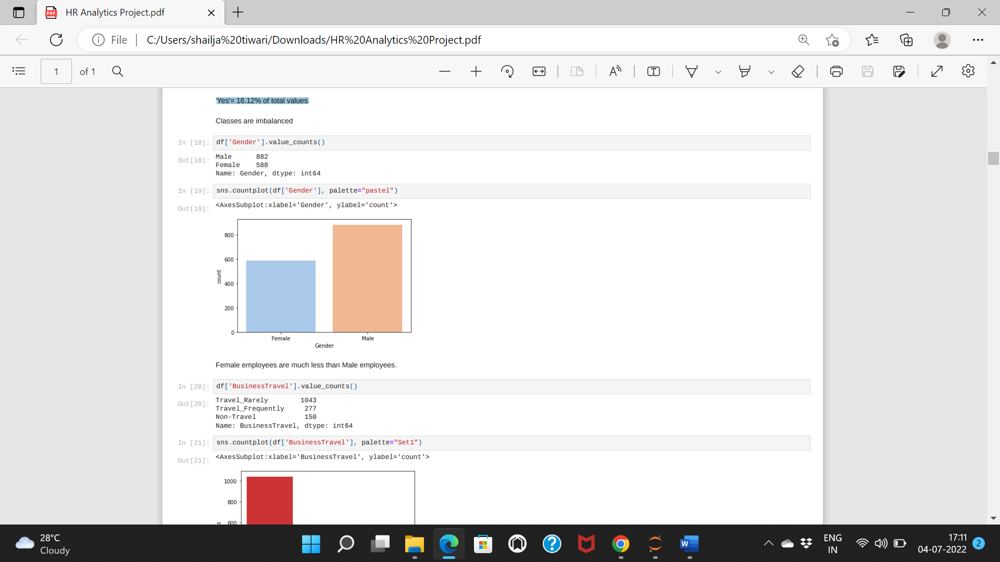 HR Analytics Project.pdf
File
C:/Users/shailja%20tiwari/Downloads/HR%20Analytics%20Project.pdf
1 of 1
'Yes'= 16.12% of total values
Classes are imbalanced
In [18]: df['Gender'].value_counts()
Out[18]: Male 882
Female 588
Name: Gender, dtype: int64
In [19]: sns.countplot(df['Gender'], palette="pastel")
Out[19]: <AxesSubplot:xlabel='Gender', ylabel='count'>
800
600
400
200
0
count
Female Male
Gender
Female employees are much less than Male employees.
In [20]: df['BusinessTravel'].value_counts()
Out[20]: Travel_Rarely 1043
Travel_Frequently 277
Non-Travel 150
Name: BusinessTravel, dtype: int64
In [21]: sns.countplot(df['BusinessTravel'], palette="Set1")
Out[21]: <AxesSubplot:xlabel='BusinessTravel', ylabel='count'>
1000
800
600
28°C
Cloudy
ENG
IN
17:11
04-07-2022
2